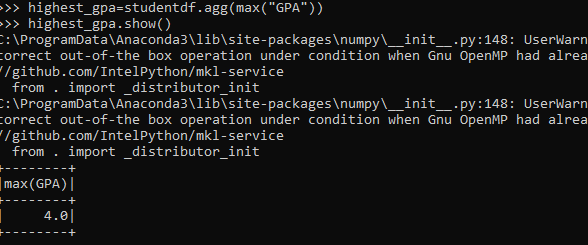 >>> highest_gpa=studentdf.agg(max("GPA"))
>>> highest_gpa.show()
C:\ProgramData\Anaconda3\lib\site-packages\numpy\__init__.py:148: UserWarn
correct out-of-the box operation under condition when Gnu OpenMP had alrea
//github.com/IntelPython/mkl-service
  from . import _distributor_init
C:\ProgramData\Anaconda3\lib\site-packages\numpy\__init__.py:148: UserWarn
correct out-of-the box operation under condition when Gnu OpenMP had alrea
//github.com/IntelPython/mkl-service
  from . import _distributor_init
+--------+
|max(GPA)|
+--------+
|     4.0|
+--------+